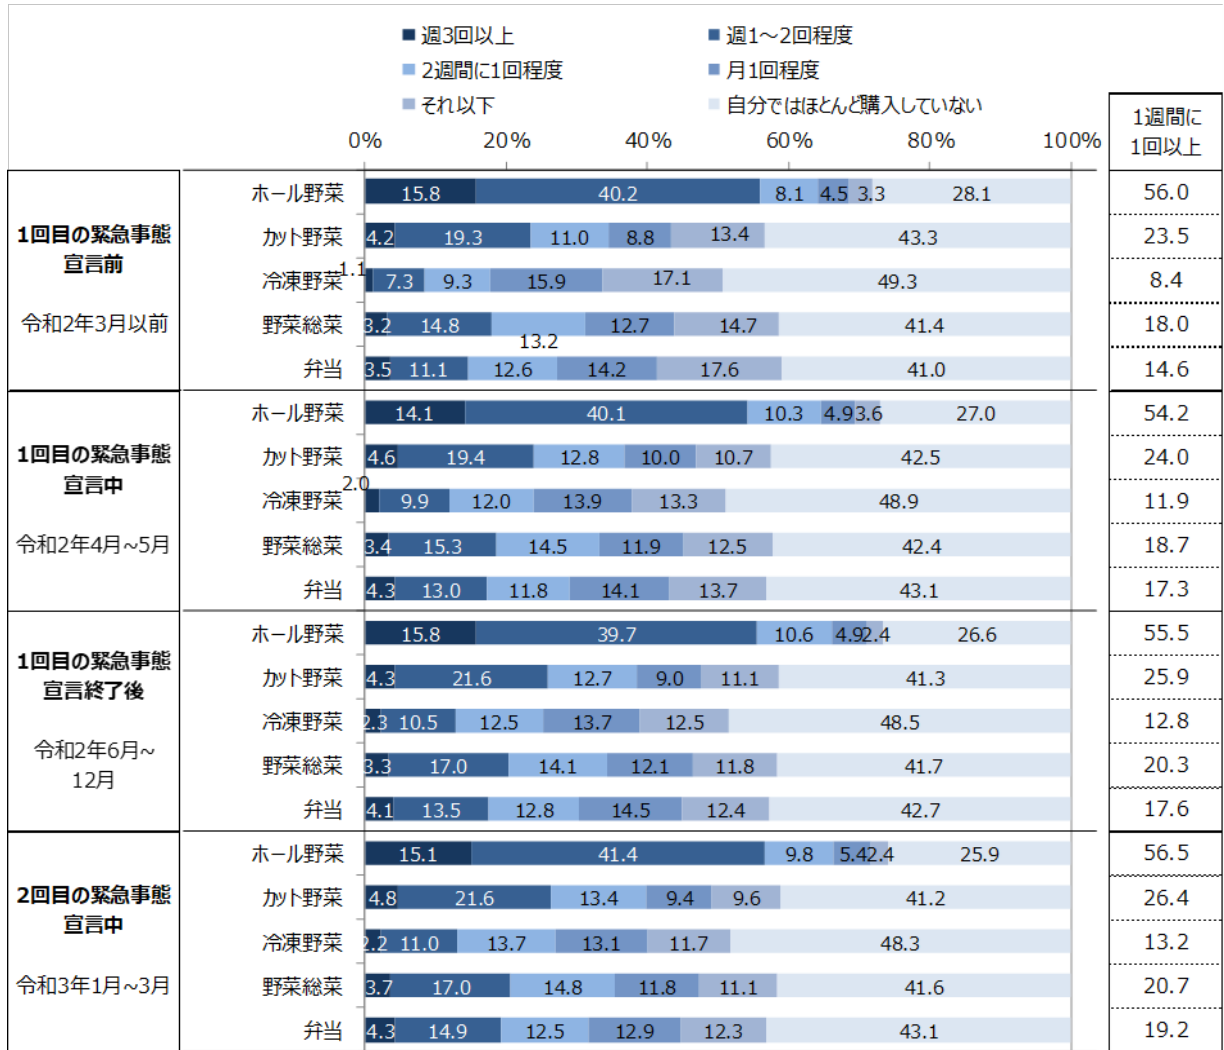 週3回以上 週1～2回程度
2週間に1回程度 月1回程度
それ以下 自分ではほとんど購入していない
0% 20% 40% 60% 80% 100%
1週間に
1回以上
1回目の緊急事態
宣言前
令和2年3月以前
ホール野菜 15.8 40.2 8.1 4.5 3.3 28.1 56.0
カット野菜 4.2 19.3 11.0 8.8 13.4 43.3 23.5
冷凍野菜 1.1 7.3 9.3 15.9 17.1 49.3 8.4
野菜総菜 3.2 14.8 13.2 12.7 14.7 41.4 18.0
弁当 3.5 11.1 12.6 14.2 17.6 41.0 14.6
1回目の緊急事態
宣言中
令和2年4月~5月
ホール野菜 14.1 40.1 10.3 4.9 3.6 27.0 54.2
カット野菜 4.6 19.4 12.8 10.0 10.7 42.5 24.0
冷凍野菜 2.0 9.9 12.0 13.9 13.3 48.9 11.9
野菜総菜 3.4 15.3 14.5 11.9 12.5 42.4 18.7
弁当 4.3 13.0 11.8 14.1 13.7 43.1 17.3
1回目の緊急事態
宣言終了後
令和2年6月~
12月
ホール野菜 15.8 39.7 10.6 4.9 2.4 26.6 55.5
カット野菜 4.3 21.6 12.7 9.0 11.1 41.3 25.9
冷凍野菜 2.3 10.5 12.5 13.7 12.5 48.5 12.8
野菜総菜 3.3 17.0 14.1 12.1 11.8 41.7 20.3
弁当 4.1 13.5 12.8 14.5 12.4 42.7 17.6
2回目の緊急事態
宣言中
令和3年1月~3月
ホール野菜 15.1 41.4 9.8 5.4 2.4 25.9 56.5
カット野菜 4.8 21.6 13.4 9.4 9.6 41.2 26.4
冷凍野菜 2.2 11.0 13.7 13.1 11.7 48.3 13.2
野菜総菜 3.7 17.0 14.8 11.8 11.1 41.6 20.7
弁当 4.3 14.9 12.5 12.9 12.3 43.1 19.2